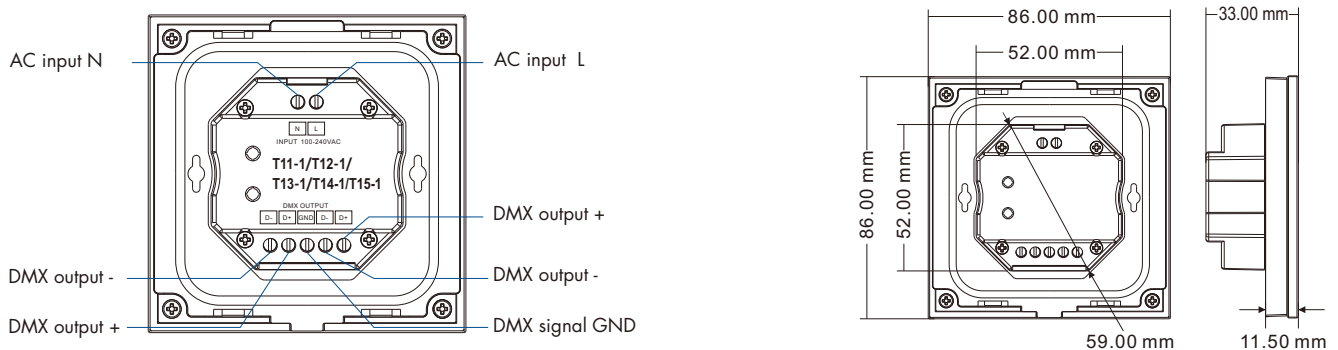 AC input N
AC input L
N L
INPUT 100-240VAC
T11-1/T12-1/
T13-1/T14-1/T15-1
DMX OUTPUT
D- D+ GND D- D+
DMX output +
DMX output -
DMX output -
DMX output +
DMX signal GND
86.00 mm
33.00 mm
52.00 mm
86.00 mm
52.00 mm
59.00 mm
11.50 mm